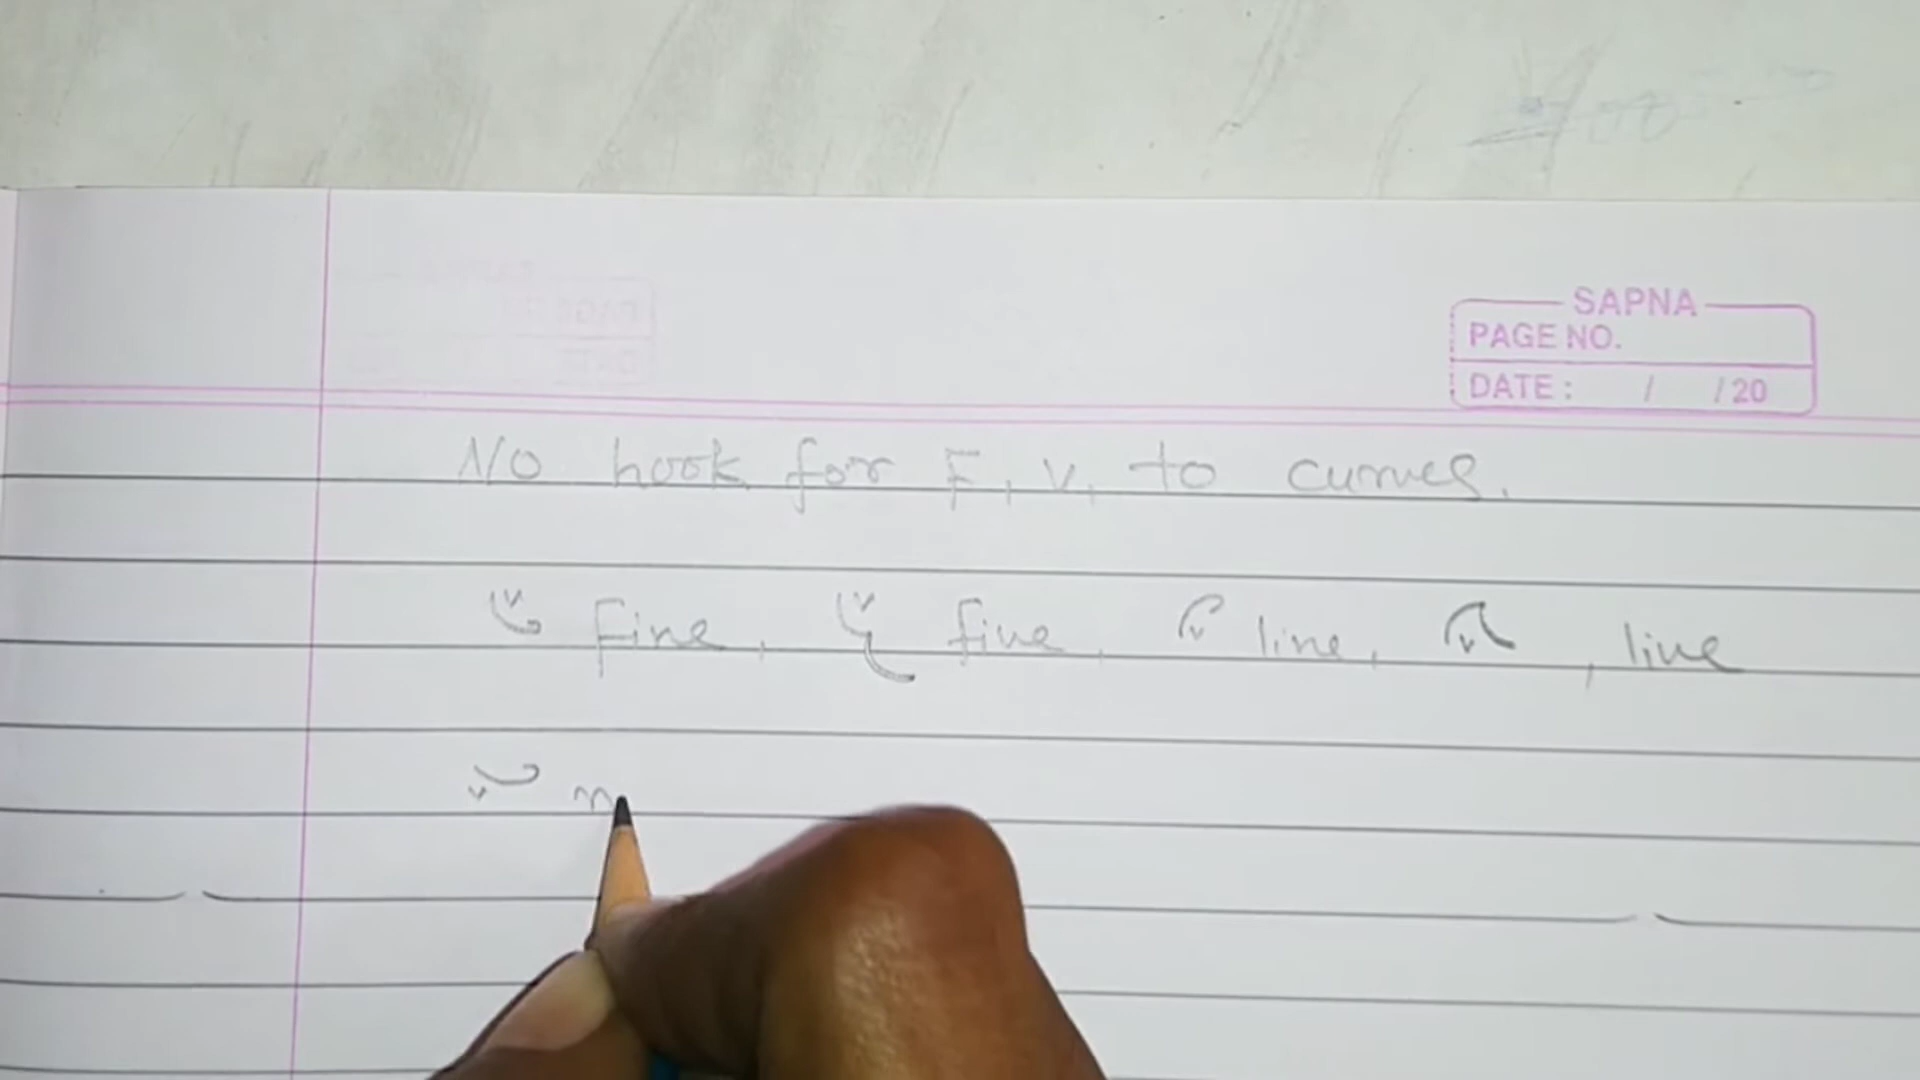 SAPNA
PAGE NO.
DATE : / / 20
No hook for F, V, to curves.
Fine, five, line, , live
n